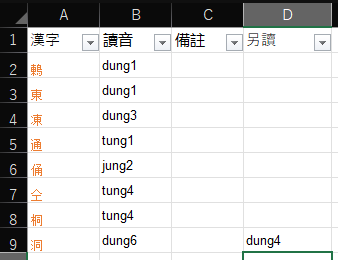 A B C D
1 漢字 讀音 備註 另讀
2 鶇 dung1
3 東 dung1
4 凍 dung3
5 通 tung1
6 俑 jung2
7 仝 tung4
8 桐 tung4
9 洞 dung6 dung4